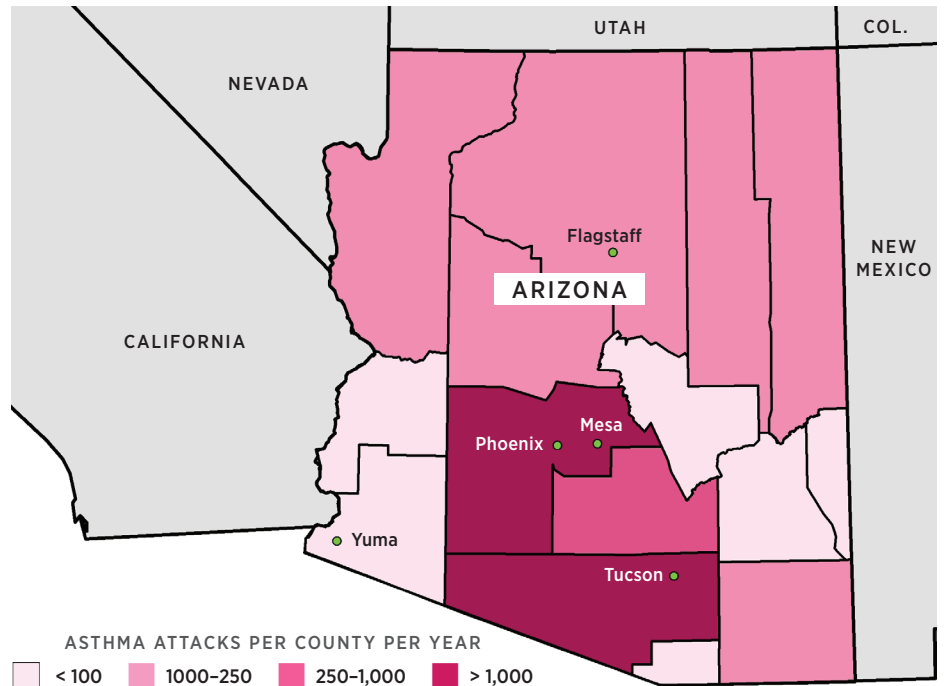 UTAH
COL.
NEVADA
Flagstaff
NEW
MEXICO
ARIZONA
CALIFORNIA
Mesa
Phoenix
Yuma
Tucson
ASTHMA ATTACKS PER COUNTY PER YEAR
< 100
1000–250
250–1,000
> 1,000